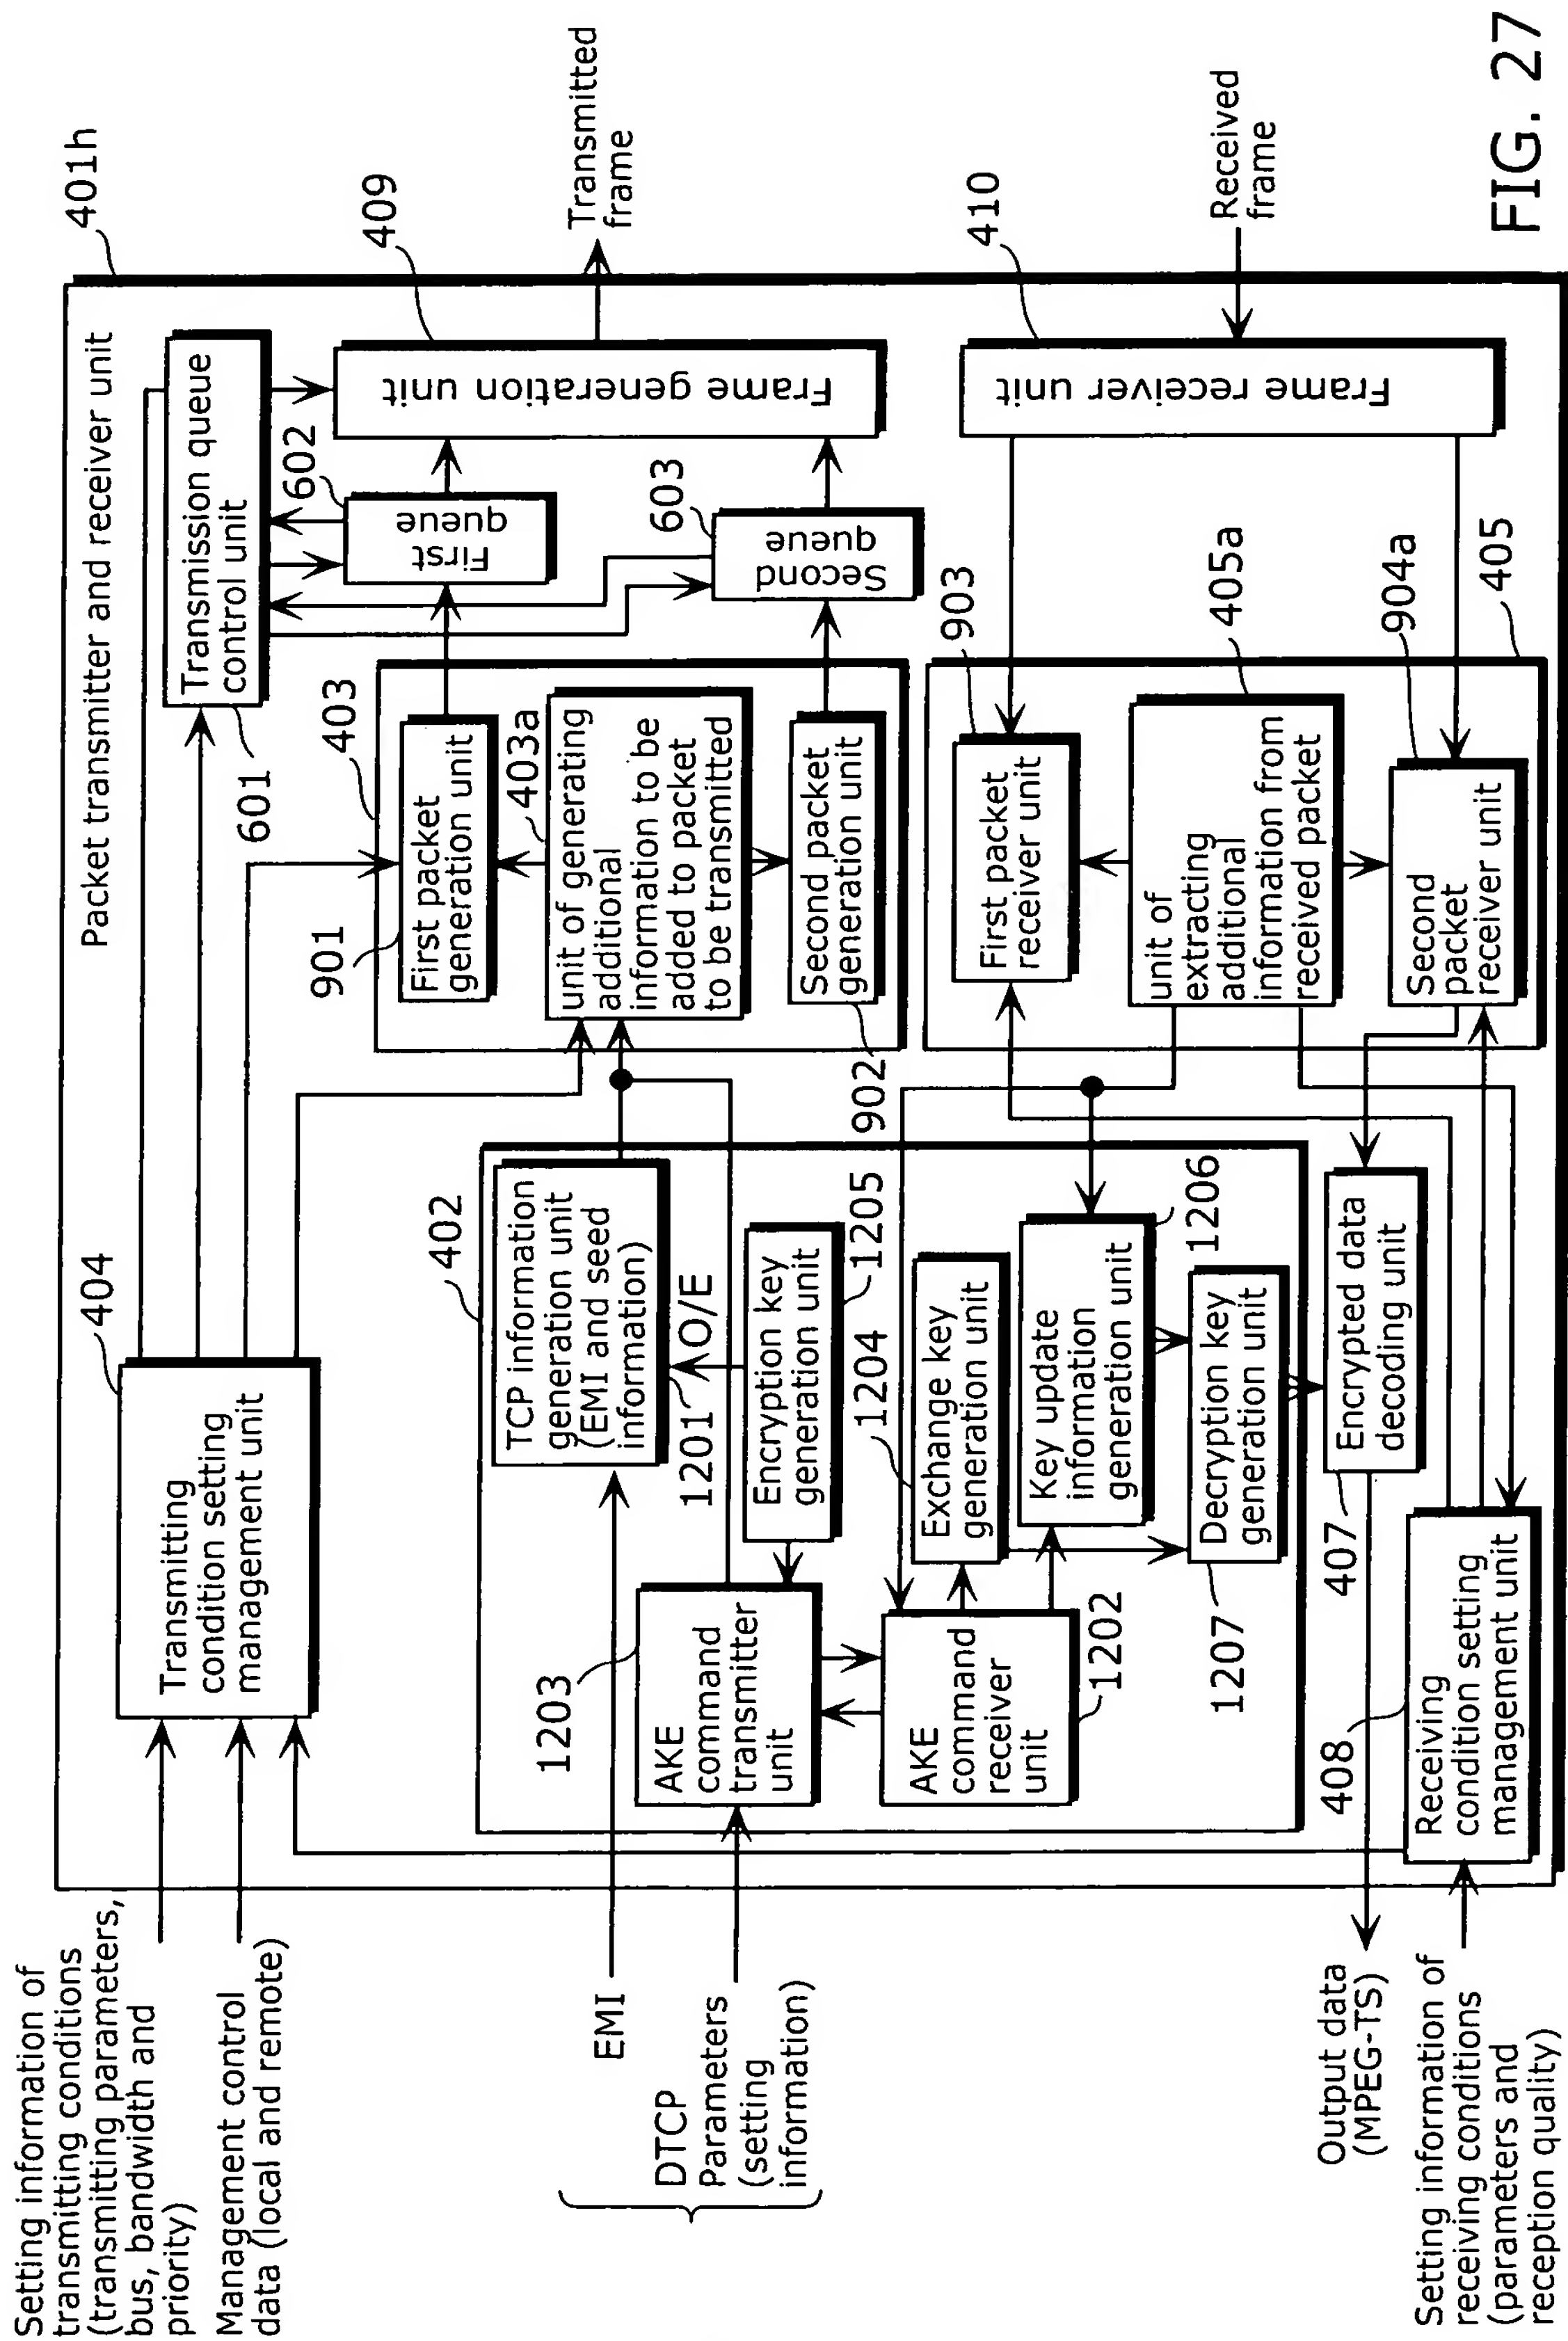 Setting information of
transmitting conditions
(transmitting parameters,
bus, bandwidth and
priority)
Management control
data (local and remote)
EMI
DTCP
Parameters
(setting
information)
Output data
(MPEG-TS)
Setting information of
receiving conditions
(parameters and
reception quality)
Packet transmitter and receiver unit
401h
404
Transmitting
condition setting
management unit
402
TCP information
generation unit
(EMI and seed
information)
1201
O/E
Encryption key
generation unit
1205
1203
AKE
command
transmitter
unit
AKE
command
receiver
unit
1202
1204
Exchange key
generation unit
Key update
information
generation unit
1206
Decryption key
generation unit
1207
Encrypted data
decoding unit
407
408
Receiving
condition setting
management unit
601
Transmission queue
control unit
403
901
First packet
generation unit
403a
unit of generating
additional
information to be
added to packet
to be transmitted
Second packet
generation unit
902
602
First
queue
603
Second
queue
409
Frame generation unit
Transmitted
frame
903
First packet
receiver unit
405a
unit of
extracting
additional
information from
received packet
904a
Second
packet
receiver unit
405
410
Frame receiver unit
Received
frame
FIG. 27